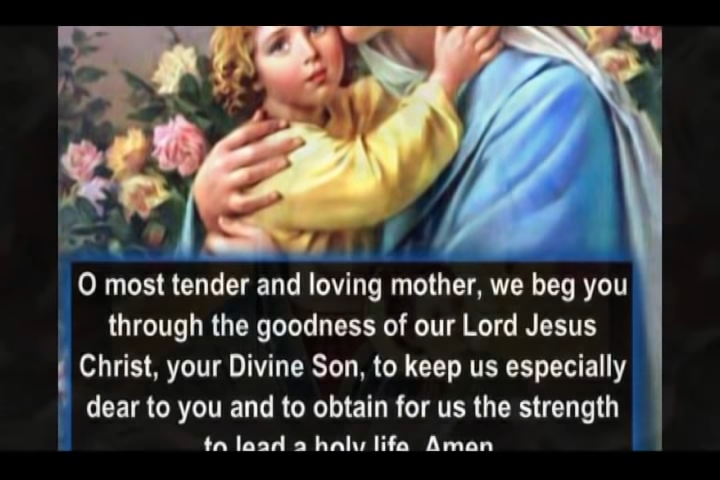 O most tender and loving mother, we beg you
through the goodness of our Lord Jesus
Christ, your Divine Son, to keep us especially
dear to you and to obtain for us the strength
to lead a holy life. Amen.